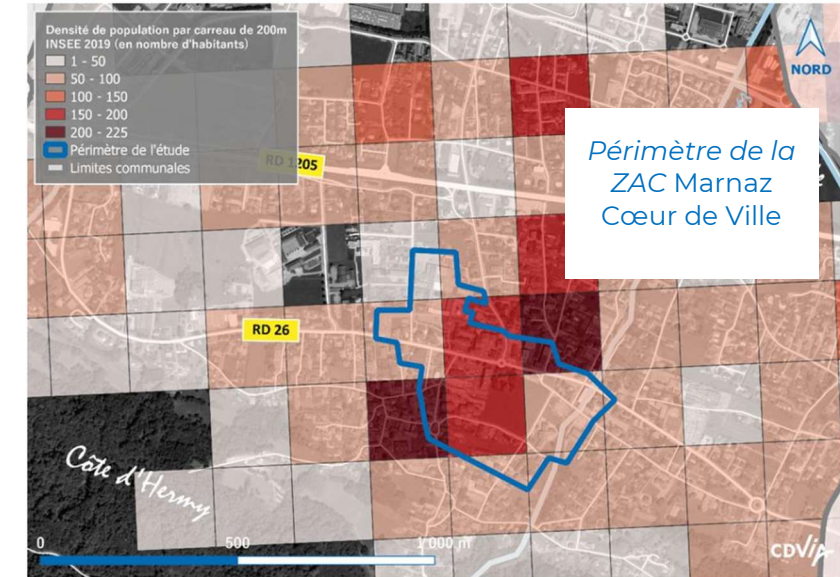 Densité de population par carreau de 200m
INSEE 2019 (en nombre d'habitants)
1 - 50
50 - 100
100 - 150
150 - 200
200 - 225
Périmètre de l'étude
Limites communales
NORD
Périmètre de la
ZAC Marnaz
Cœur de Ville
RD 1205
RD 26
Côte d'Hermy
0 500 1'000 m
CDVIA